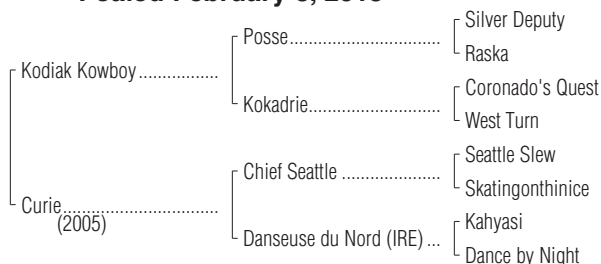 Silver Deputy
Posse
Raska
Kodiak Kowboy
Coronado's Quest
Kokadrie
West Turn
Seattle Slew
Chief Seattle
Skatingonthinice
Curie
(2005)
Kahyasi
Danseuse du Nord (IRE)
Dance by Night